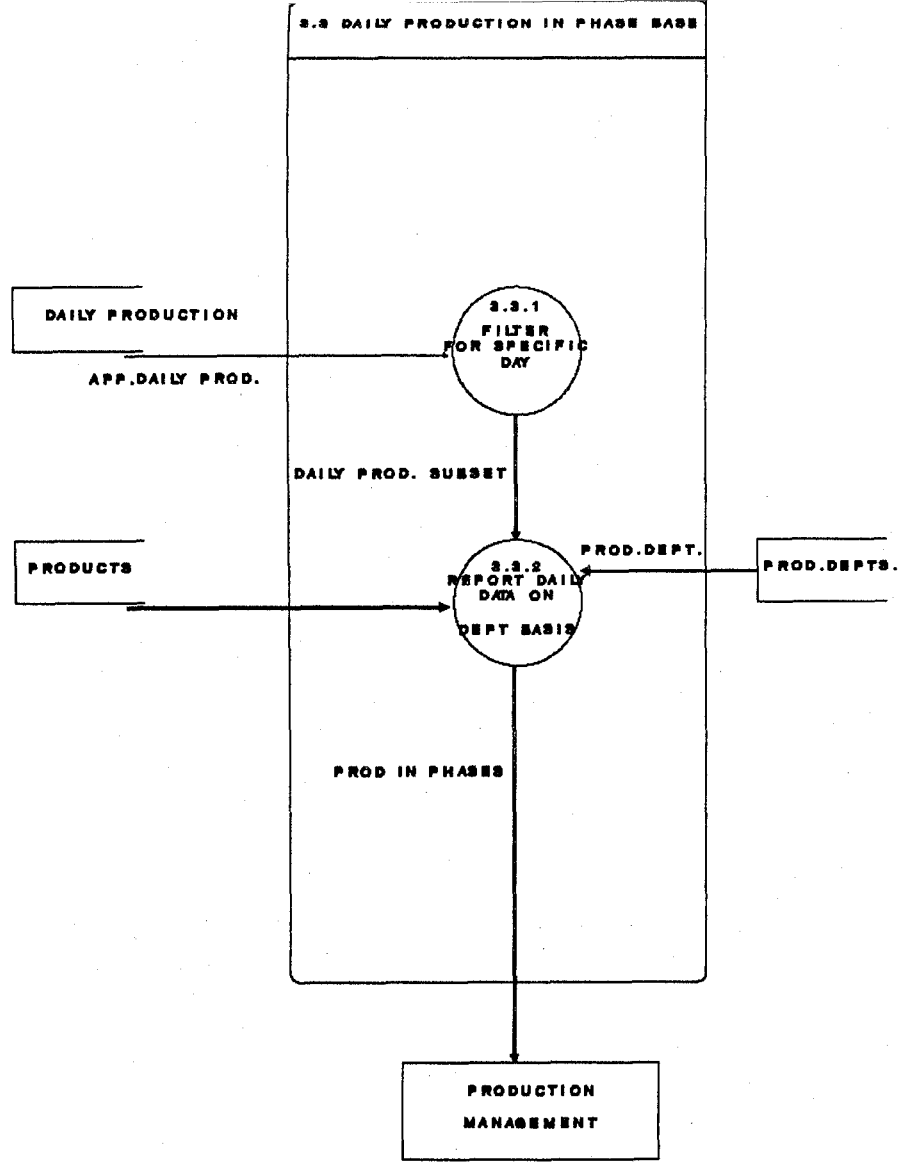 3.3 DAILY PRODUCTION IN PHASE BASE
DAILY PRODUCTION
3.3.1
FILTER
FOR SPECIFIC
DAY
APP.DAILY PROD.
DAILY PROD. SUBSET
PROD.DEPT.
PRODUCTS
3.3.2
REPORT DAILY
DATA ON
DEPT BASIS
PROD.DEPTS.
PROD IN PHASES
PRODUCTION
MANAGEMENT